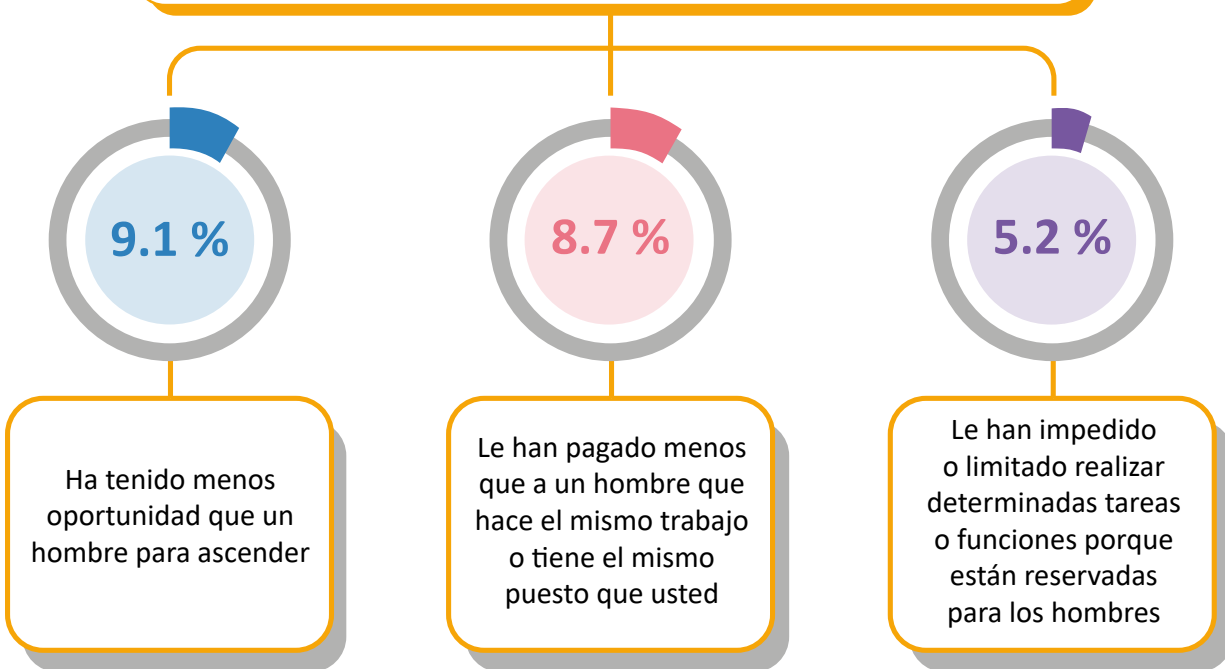 9.1 %
8.7 %
5.2 %
Ha tenido menos
oportunidad que un
hombre para ascender
Le han pagado menos
que a un hombre que
hace el mismo trabajo
o tiene el mismo
puesto que usted
Le han impedido
o limitado realizar
determinadas tareas
o funciones porque
están reservadas
para los hombres